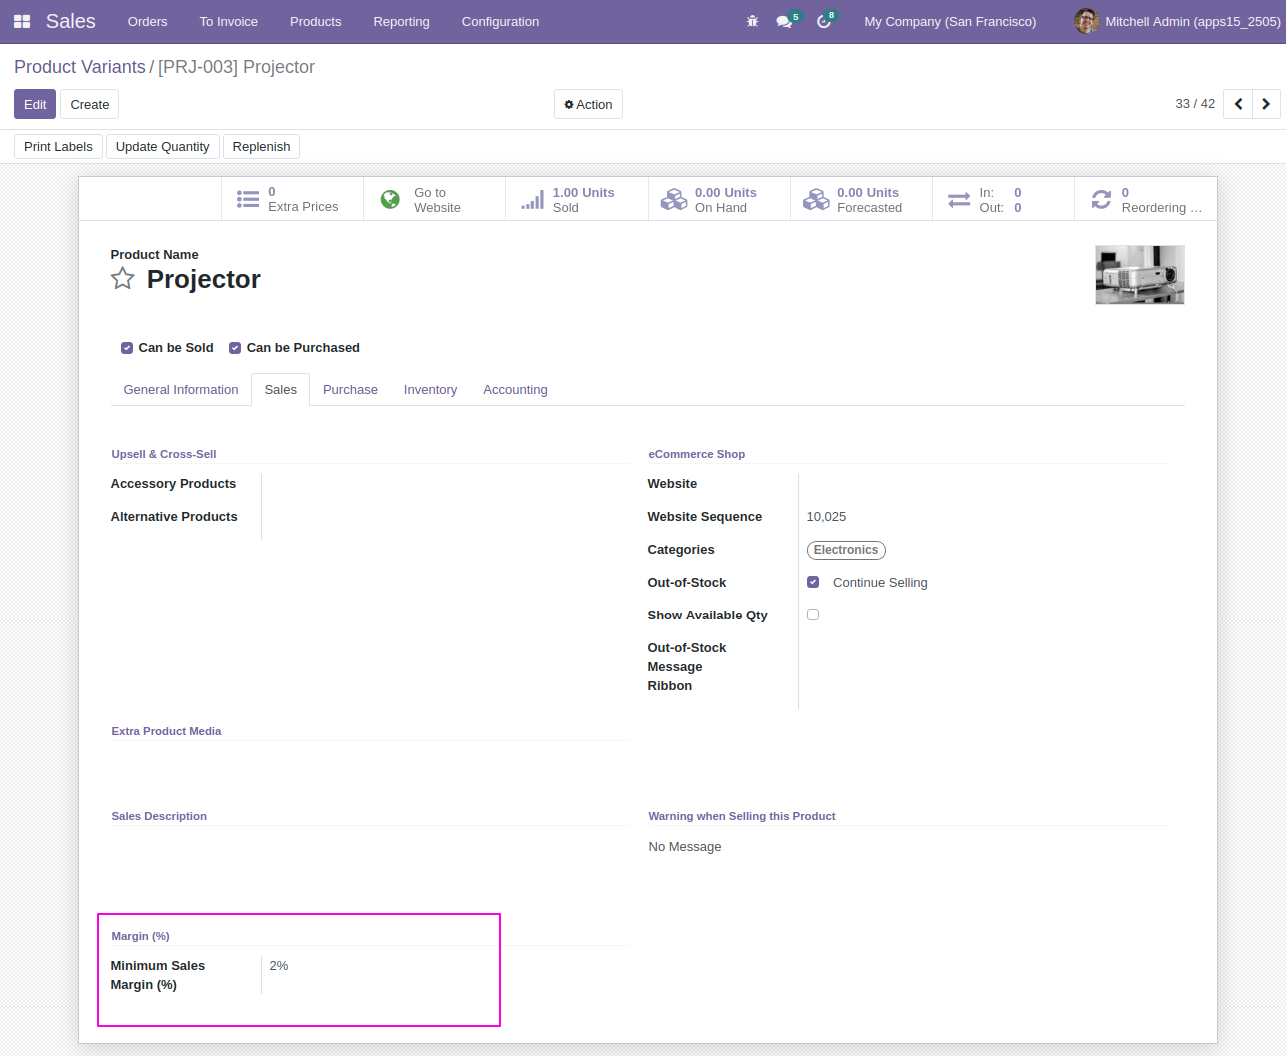 Sales Orders To Invoice Products Reporting Configuration 5 8 My Company (San Francisco) Mitchell Admin (apps15_2505)
Product Variants / [PRJ-003] Projector
Edit Create Action 33 / 42
Print Labels Update Quantity Replenish
0 Extra Prices
Go to Website
1.00 Units Sold
0.00 Units On Hand
0.00 Units Forecasted
In: 0
Out: 0
0 Reordering ...
Product Name
Projector
Can be Sold Can be Purchased
General Information Sales Purchase Inventory Accounting
Upsell & Cross-Sell
Accessory Products
Alternative Products
eCommerce Shop
Website
Website Sequence 10,025
Categories Electronics
Out-of-Stock Continue Selling
Show Available Qty
Out-of-Stock
Message
Ribbon
Extra Product Media
Sales Description
Warning when Selling this Product
No Message
Margin (%)
Minimum Sales 2%
Margin (%)